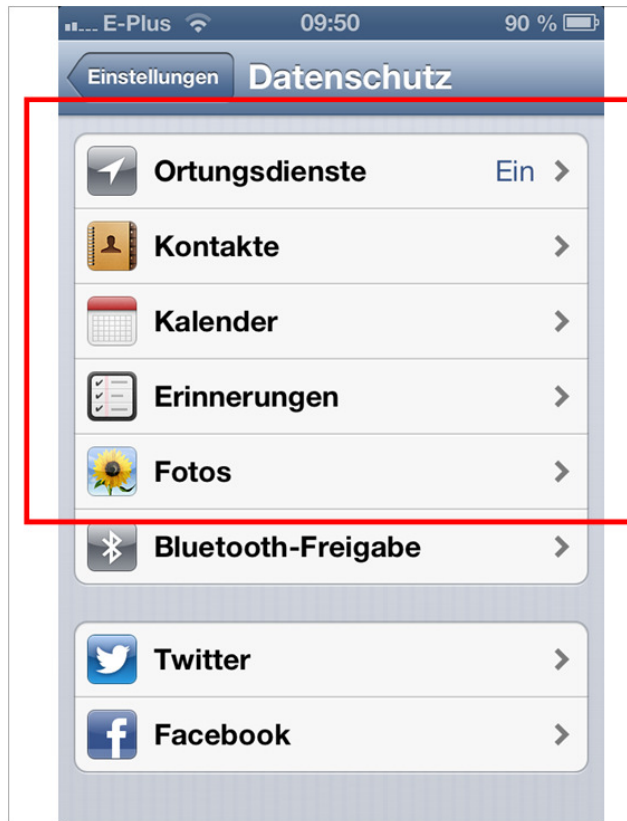 E-Plus 09:50 90 %
Einstellungen Datenschutz
Ortungsdienste Ein
Kontakte
Kalender
Erinnerungen
Fotos
Bluetooth-Freigabe
Twitter
Facebook